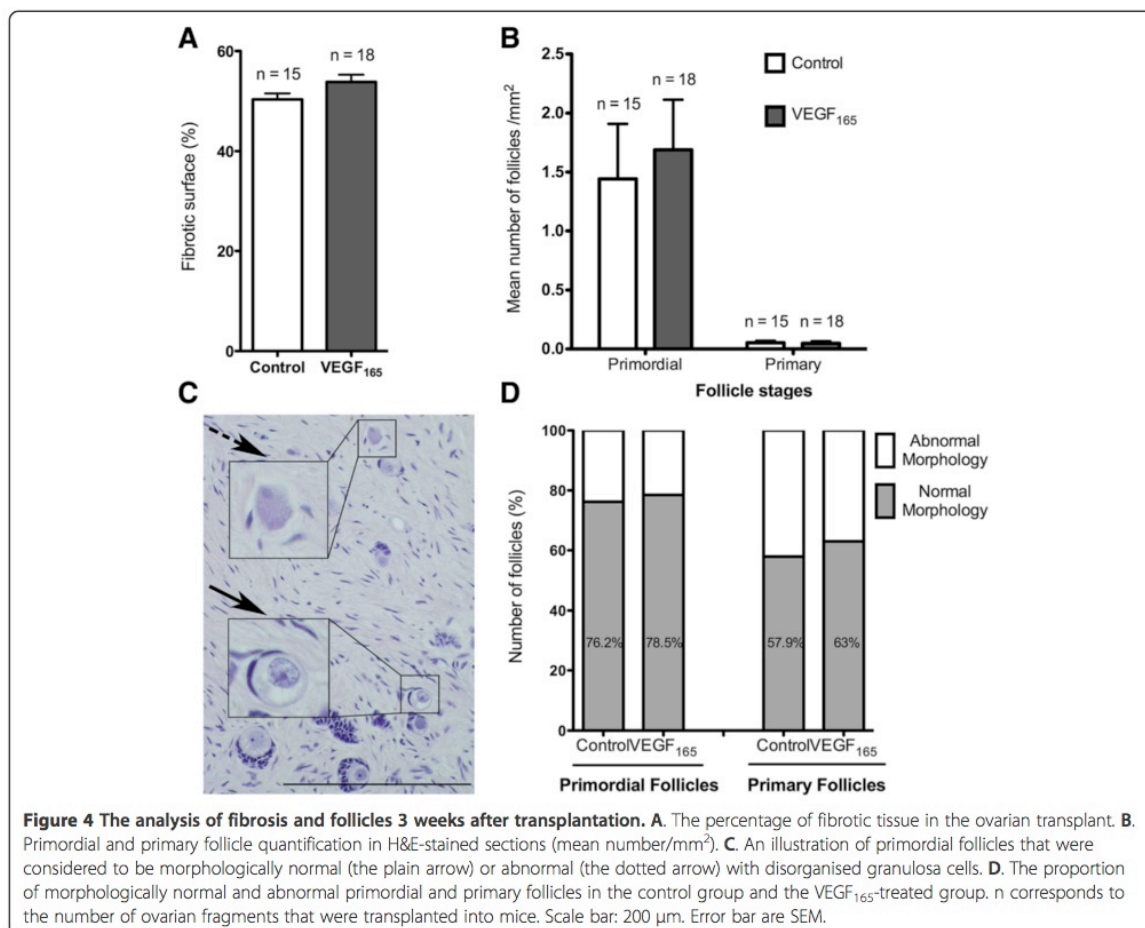 A
60
40
20
0
Fibrotic surface (%)
n = 15
n = 18
Control
VEGF165
B
2.5
2.0
1.5
1.0
0.5
0.0
Mean number of follicles /mm2
n = 15
n = 18
n = 15
n = 18
Control
VEGF165
Primordial
Primary
Follicle stages
C
D
100
80
60
40
20
0
Number of follicles (%)
Abnormal
Morphology
Normal
Morphology
76.2%
78.5%
57.9%
63%
ControlVEGF165
ControlVEGF165
Primordial Follicles
Primary Follicles
Figure 4 The analysis of fibrosis and follicles 3 weeks after transplantation. A. The percentage of fibrotic tissue in the ovarian transplant. B.
Primordial and primary follicle quantification in H&E-stained sections (mean number/mm2). C. An illustration of primordial follicles that were
considered to be morphologically normal (the plain arrow) or abnormal (the dotted arrow) with disorganised granulosa cells. D. The proportion
of morphologically normal and abnormal primordial and primary follicles in the control group and the VEGF165-treated group. n corresponds to
the number of ovarian fragments that were transplanted into mice. Scale bar: 200 μm. Error bar are SEM.